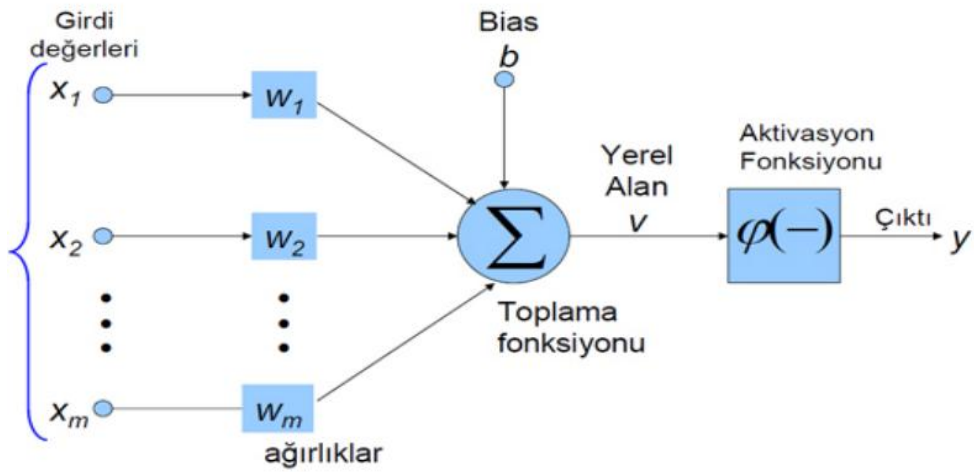 Girdi
değerleri
x1
w1
Bias
b
Yerel
Alan
v
Aktivasyon
Fonksiyonu
x2
w2
∑
φ(−)
Çıktı
y
Toplama
fonksiyonu
xm
wm
ağırlıklar